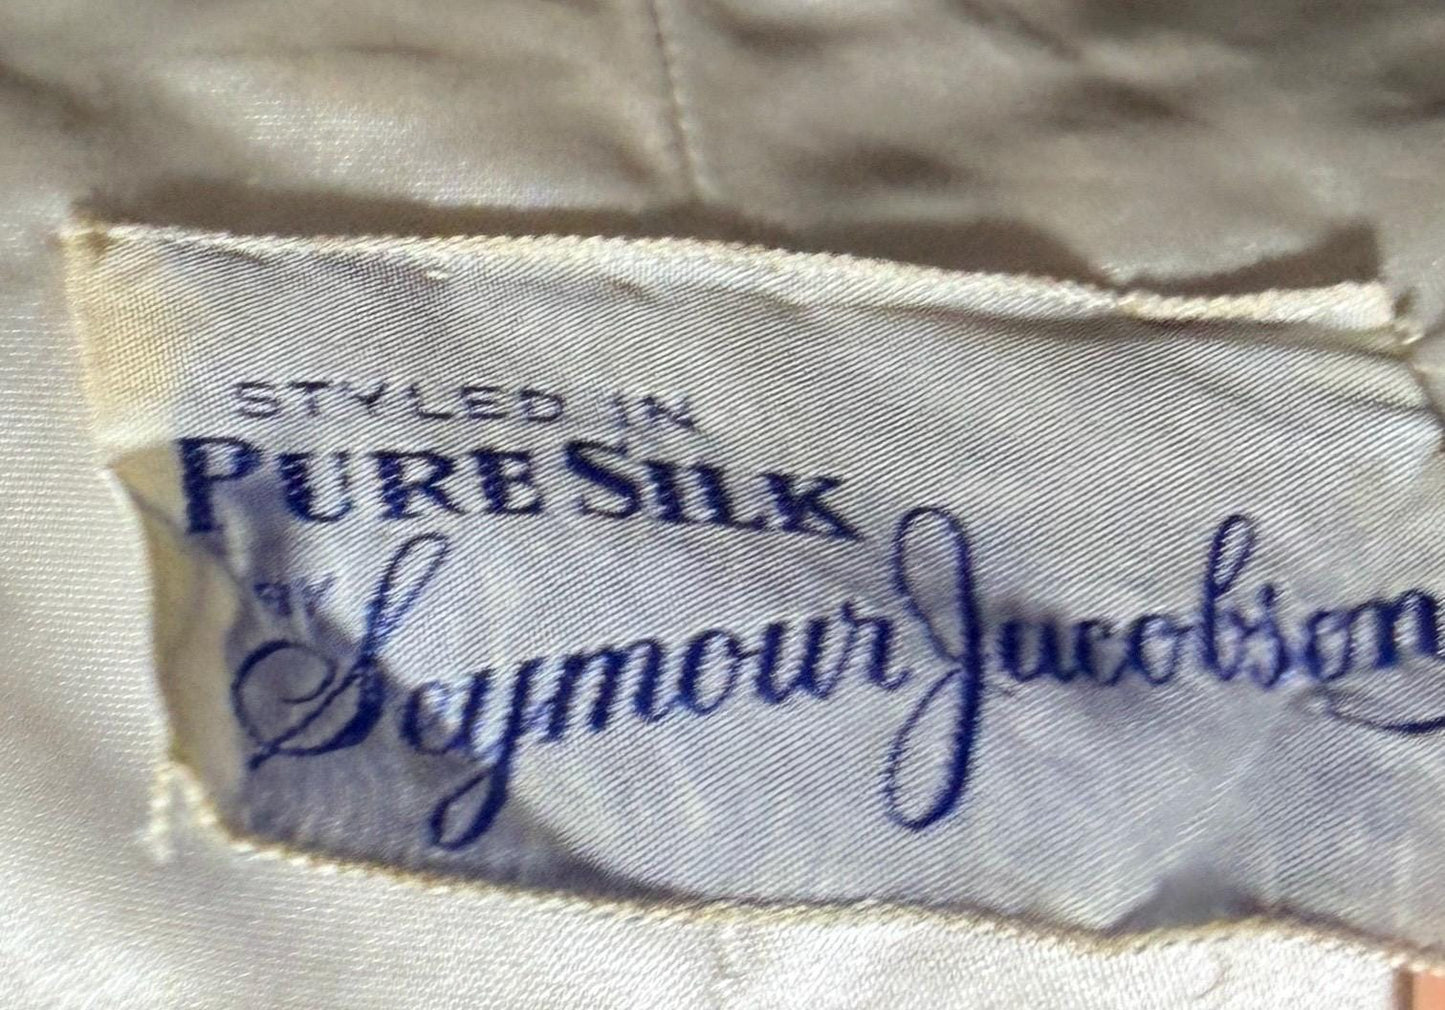 STYLED IN
PURE SILK
BY
Seymour Jacobson